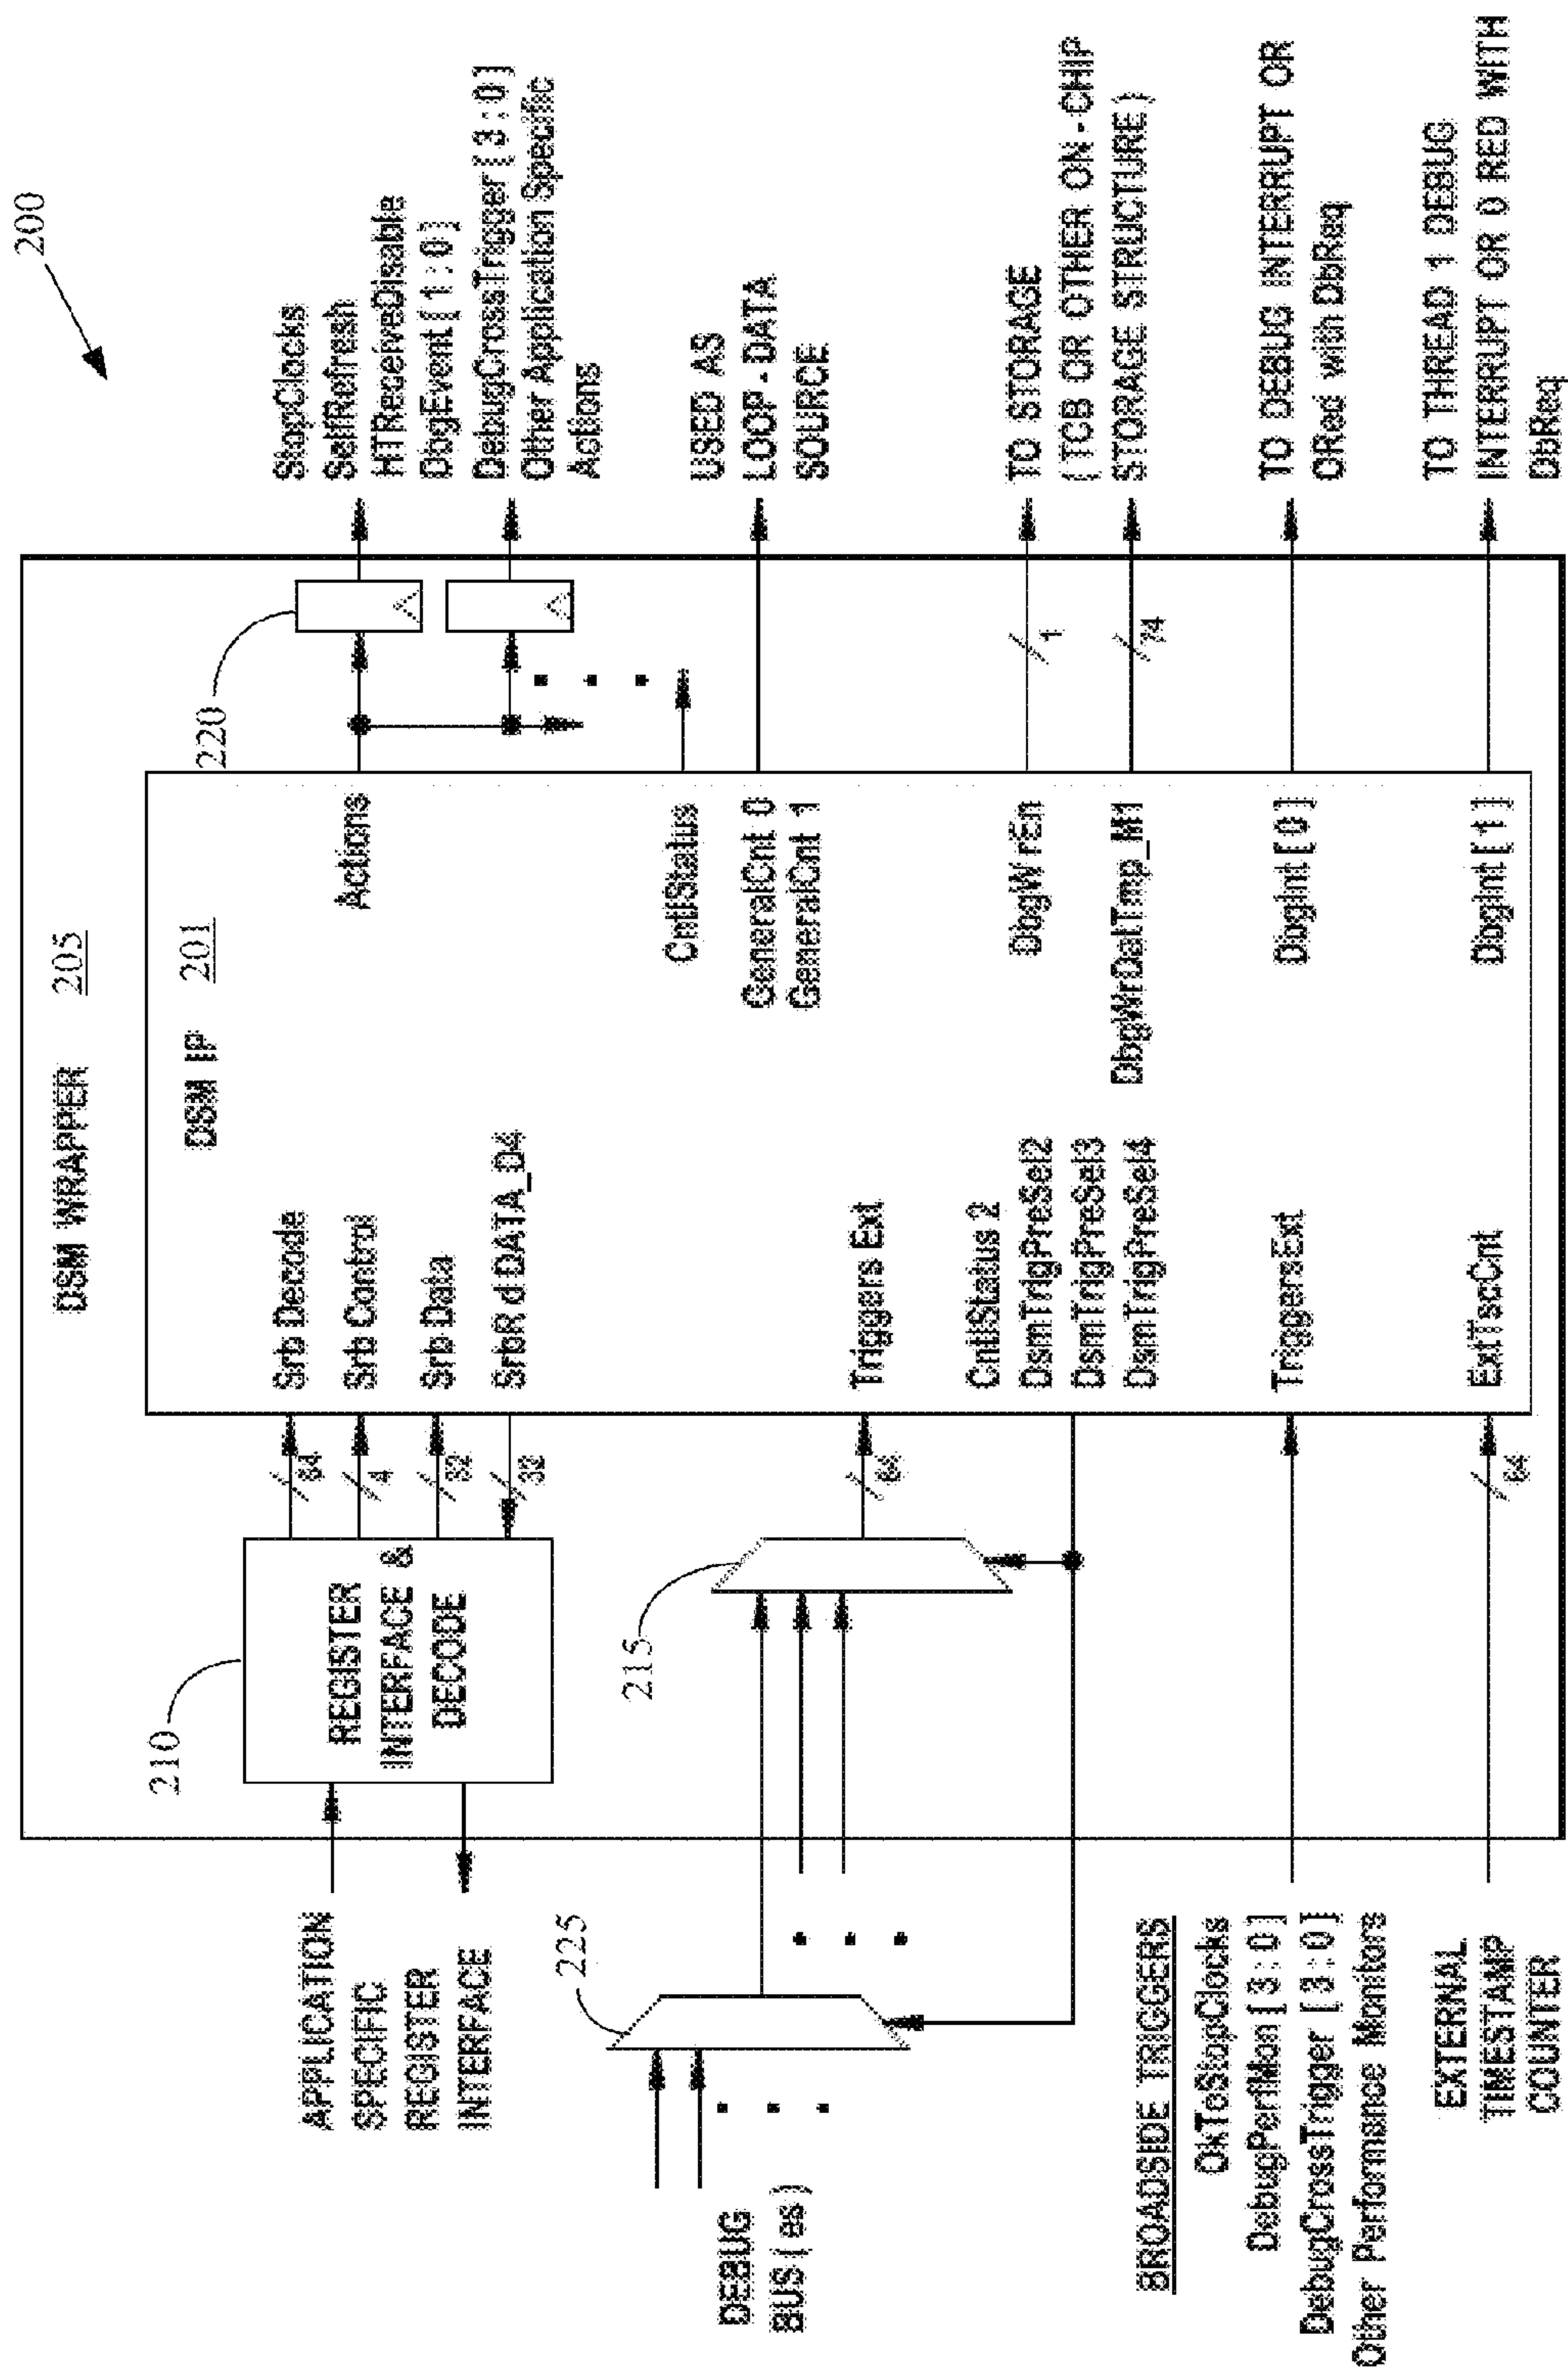 200
DSM WRAPPER 205
DSM IP 201
210
REGISTER
INTERFACE &
DECODE
APPLICATION
SPECIFIC
REGISTER
INTERFACE
Srb Decode
64
Srb Control
4
Srb Data
32
SrbR d DATA_D4
32
215
225
DEBUG
BUS(es)
Triggers Ext
64
CntlStatus 2
DsmTrigPreSel2
DsmTrigPreSel3
DsmTrigPreSel4
BROADSIDE TRIGGERS
OkToStopClocks
DebugPerfMon[3:0]
DebugCrossTrigger [3:0]
Other Performance Monitors
TriggersExt
EXTERNAL
TIMESTAMP
COUNTER
ExtTscCnt
64
220
Actions
StopClocks
SelfRefresh
HTReceiveDisable
DbgEvent[1:0]
DebugCrossTrigger[3:0]
Other Application Specific
Actions
CntlStatus
GeneralCnt 0
GeneralCnt 1
USED AS
LOOP-DATA
SOURCE
DbgW rEn
1
DbgWrDatTmp_M1
74
TO STORAGE
(TCB OR OTHER ON-CHIP
STORAGE STRUCTURE)
DbgInt[0]
TO DEBUG INTERRUPT OR
ORed with DbReq
DbgInt[1]
TO THREAD 1 DEBUG
INTERRUPT OR 0 RED WITH
DbReq